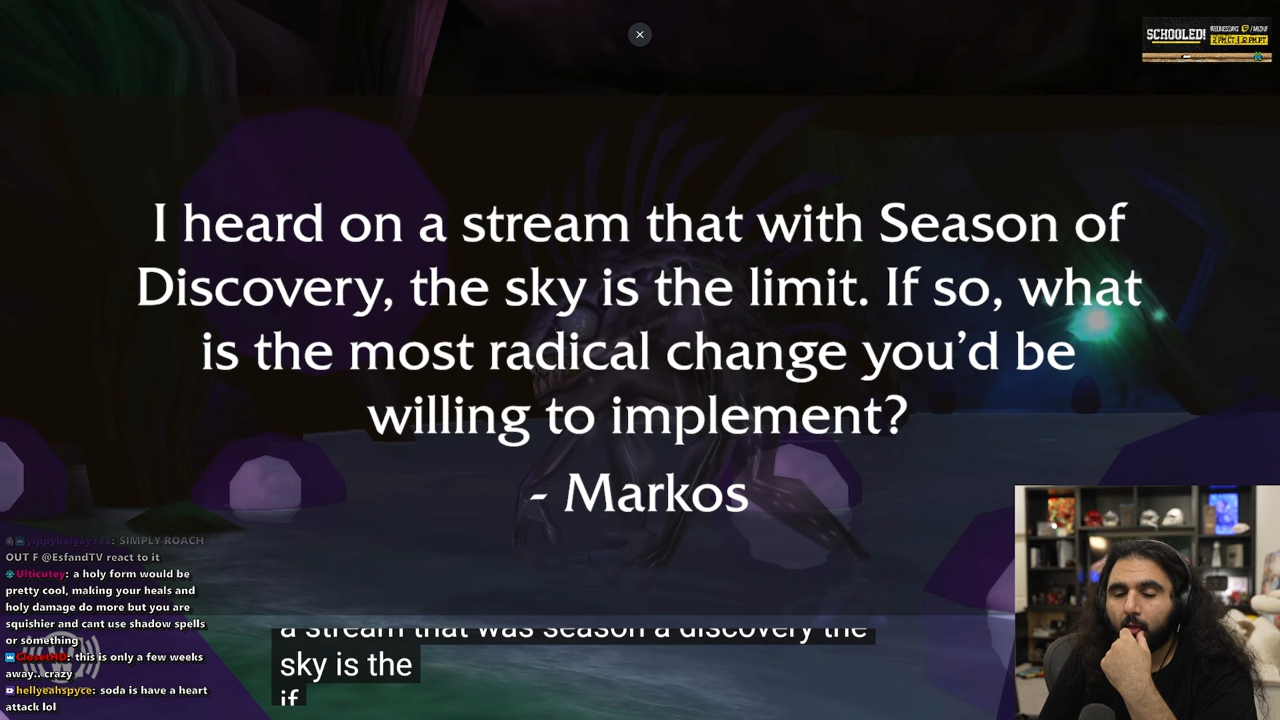 SCHOOLED!
WEDNESDAYS
I heard on a stream that with Season of
Discovery, the sky is the limit. If so, what
is the most radical change you’d be
willing to implement?
- Markos
yippykaiyay322: SIMPLY ROACH
OUT F @EsfandTV react to it
Ulticutey: a holy form would be
pretty cool, making your heals and
holy damage do more but you are
squishier and cant use shadow spells
or something
ClosetHD: this is only a few weeks
away.. crazy
hellyeahspyce: soda is have a heart
attack lol
a stream that was season a discovery the
sky is the
if